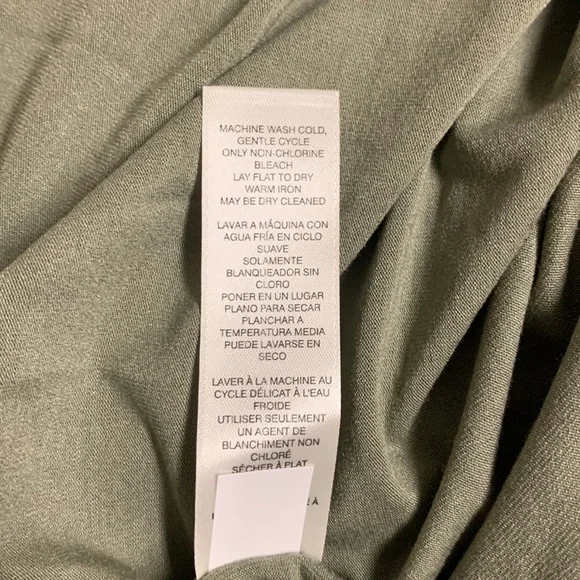 MACHINE WASH COLD,
GENTLE CYCLE
ONLY NON-CHLORINE
BLEACH
LAY FLAT TO DRY
WARM IRON
MAY BE DRY CLEANED
LAVAR A MÁQUINA CON
AGUA FRÍA EN CICLO
SUAVE
SOLAMENTE
BLANQUEADOR SIN
CLORO
PONER EN UN LUGAR
PLANO PARA SECAR
PLANCHAR A
TEMPERATURA MEDIA
PUEDE LAVARSE EN
SECO
LAVER À LA MACHINE AU
CYCLE DÉLICAT À L'EAU
FROIDE
UTILISER SEULEMENT
UN AGENT DE
BLANCHIMENT NON
CHLORÉ
SÉCHER À PLAT
À